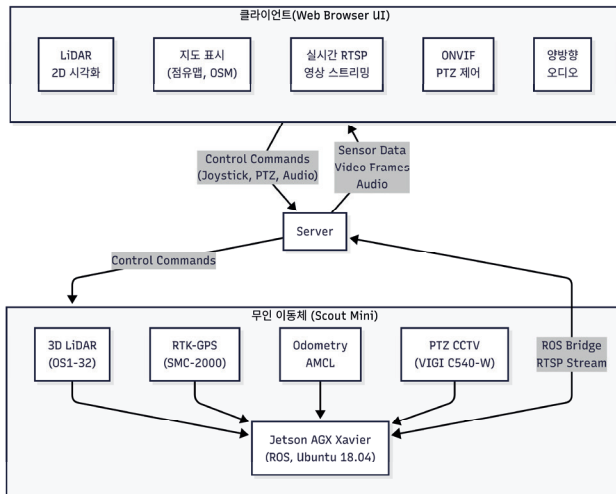 클라이언트(Web Browser UI)
LiDAR
2D 시각화
지도 표시
(점유맵, OSM)
실시간 RTSP
영상 스트리밍
ONVIF
PTZ 제어
양방향
오디오
Control Commands
(Joystick, PTZ, Audio)
Sensor Data
Video Frames
Audio
Server
Control Commands
무인 이동체 (Scout Mini)
3D LiDAR
(OS1-32)
RTK-GPS
(SMC-2000)
Odometry
AMCL
PTZ CCTV
(VIGI C540-W)
ROS Bridge
RTSP Stream
Jetson AGX Xavier
(ROS, Ubuntu 18.04)